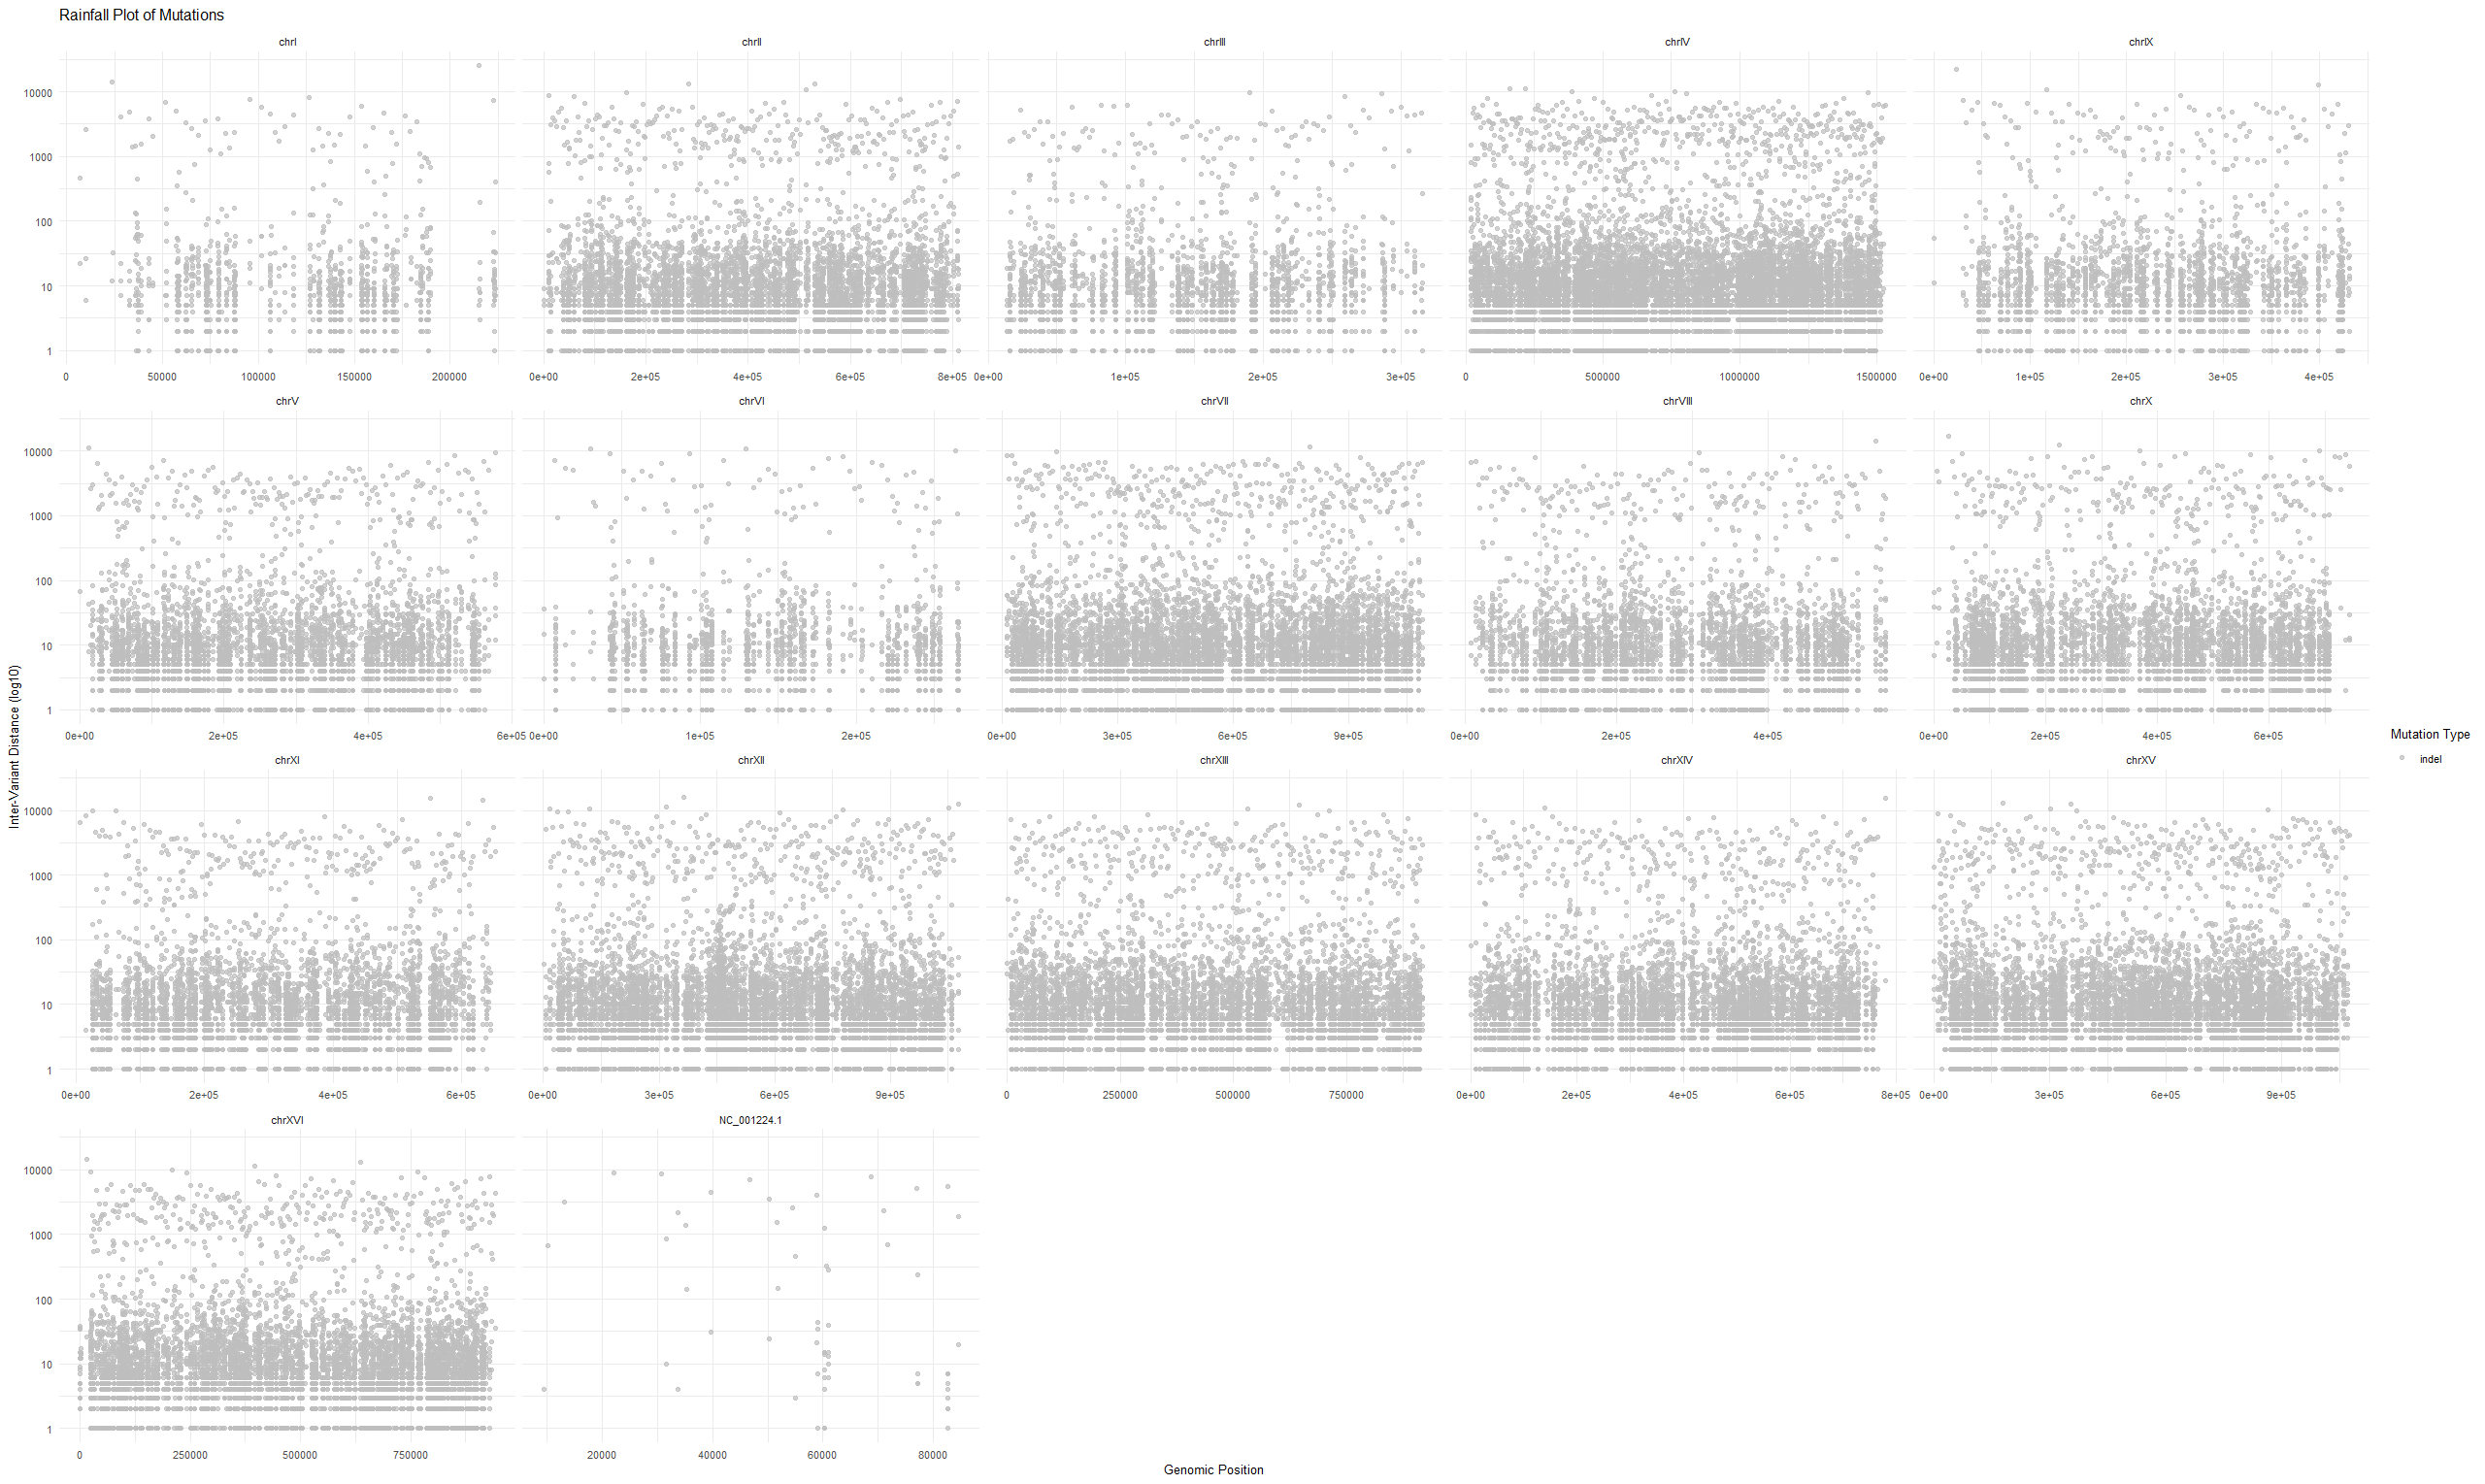 Rainfall Plot of Mutations
chrI chrII chrIII chrIV chrIX
10000
1000
100
10
1
0 50000 100000 150000 200000 0e+00 2e+05 4e+05 6e+05 8e+05 0e+00 1e+05 2e+05 3e+05 0 500000 1000000 1500000 0e+00 1e+05 2e+05 3e+05 4e+05
chrV chrVI chrVII chrVIII chrX
10000
1000
100
10
1
0e+00 2e+05 4e+05 6e+05 0e+00 1e+05 2e+05 0e+00 3e+05 6e+05 9e+05 0e+00 2e+05 4e+05 0e+00 2e+05 4e+05 6e+05
Inter-Variant Distance (log10)
Mutation Type
indel
chrXI chrXII chrXIII chrXIV chrXV
10000
1000
100
10
1
0e+00 2e+05 4e+05 6e+05 0e+00 3e+05 6e+05 9e+05 0 250000 500000 750000 0e+00 2e+05 4e+05 6e+05 8e+05 0e+00 3e+05 6e+05 9e+05
chrXVI NC_001224.1
10000
1000
100
10
1
0 250000 500000 750000 20000 40000 60000 80000
Genomic Position